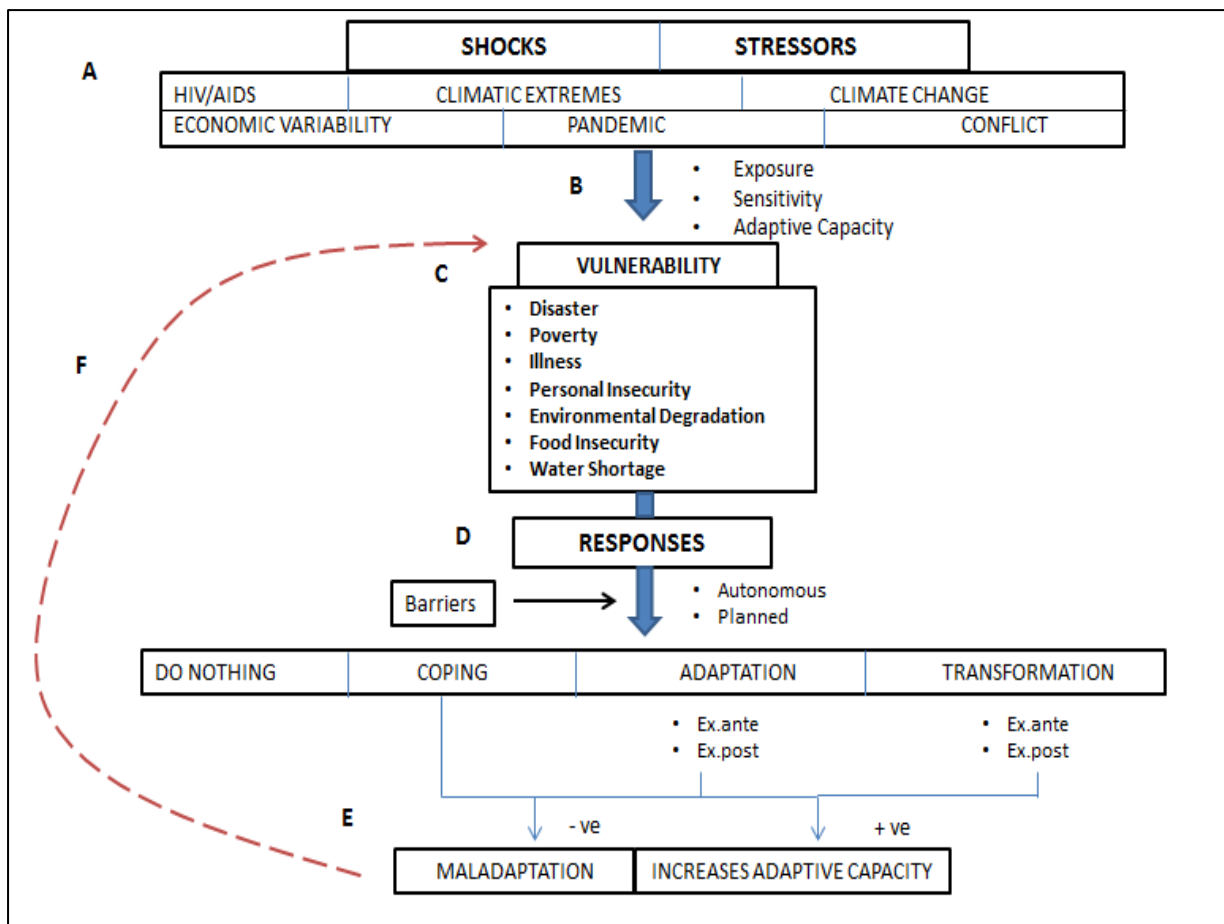 SHOCKS STRESSORS
A
HIV/AIDS CLIMATIC EXTREMES CLIMATE CHANGE
ECONOMIC VARIABILITY PANDEMIC CONFLICT
B
• Exposure
• Sensitivity
• Adaptive Capacity
C
VULNERABILITY
• Disaster
• Poverty
• Illness
• Personal Insecurity
• Environmental Degradation
• Food Insecurity
• Water Shortage
F
D
RESPONSES
Barriers
• Autonomous
• Planned
DO NOTHING COPING ADAPTATION TRANSFORMATION
• Ex.ante
• Ex.post
• Ex.ante
• Ex.post
E
- ve + ve
MALADAPTATION INCREASES ADAPTIVE CAPACITY